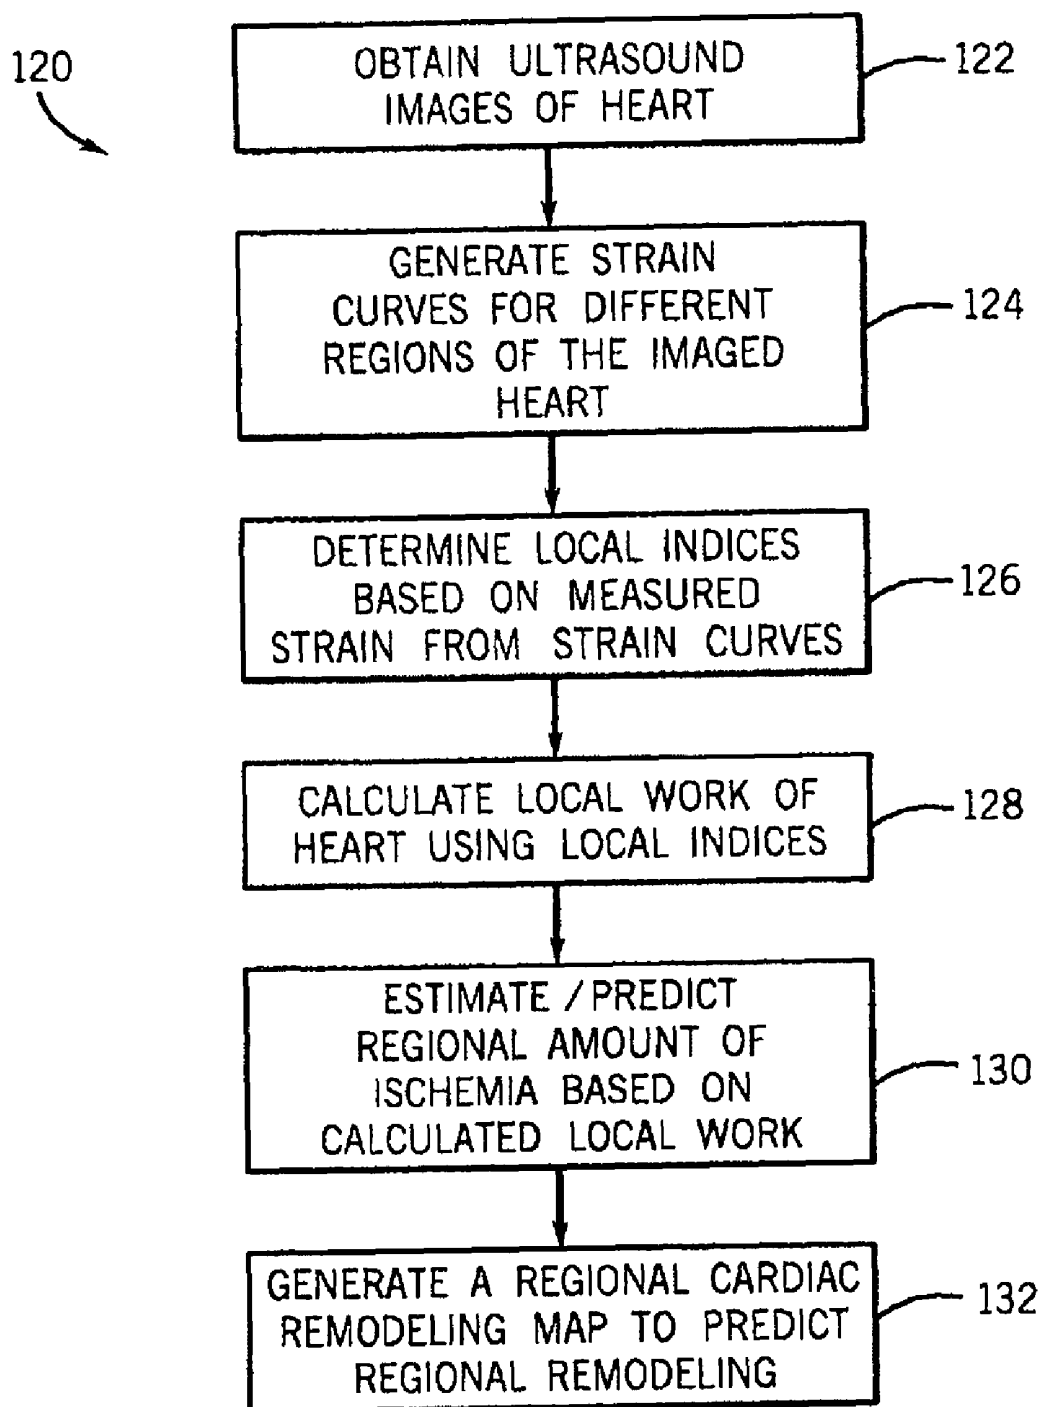 120
OBTAIN ULTRASOUND
IMAGES OF HEART
122
GENERATE STRAIN
CURVES FOR DIFFERENT
REGIONS OF THE IMAGED
HEART
124
DETERMINE LOCAL INDICES
BASED ON MEASURED
STRAIN FROM STRAIN CURVES
126
CALCULATE LOCAL WORK OF
HEART USING LOCAL INDICES
128
ESTIMATE / PREDICT
REGIONAL AMOUNT OF
ISCHEMIA BASED ON
CALCULATED LOCAL WORK
130
GENERATE A REGIONAL CARDIAC
REMODELING MAP TO PREDICT
REGIONAL REMODELING
132